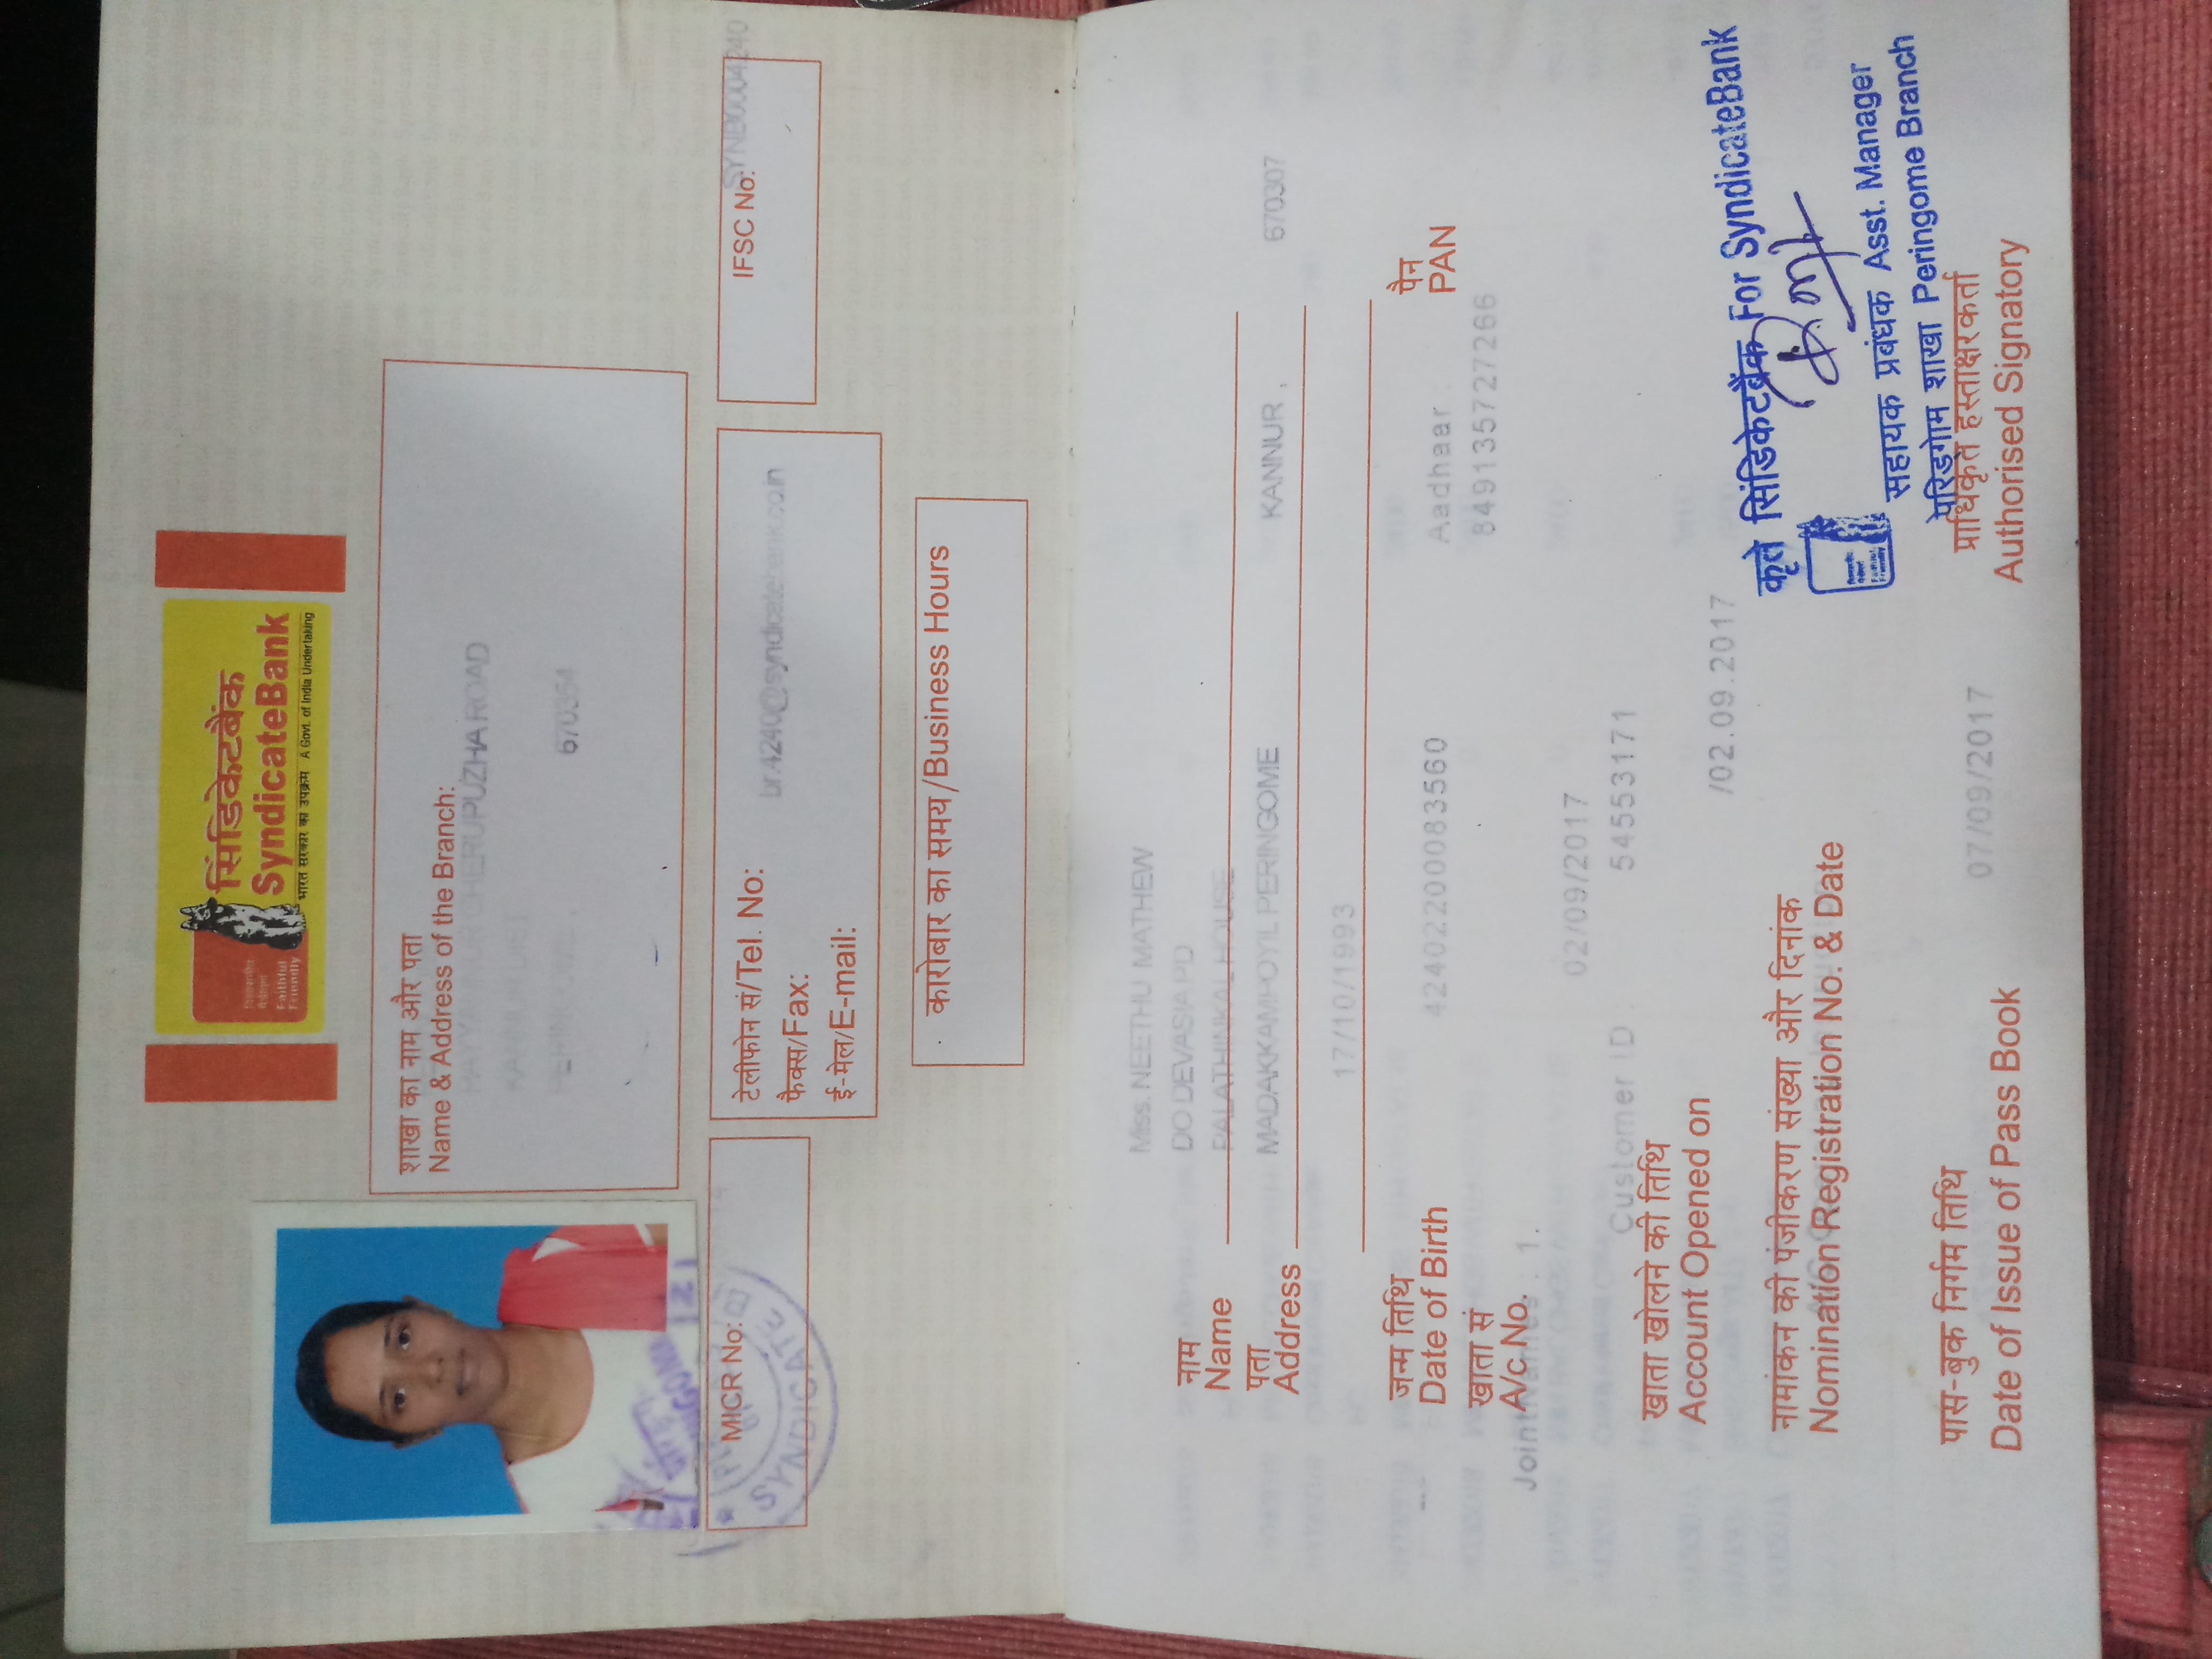 विश्वसनीय
मैत्रीपूर्ण
Faithful
Friendly
सिंडिकेटबैंक
SyndicateBank
भारत सरकार का उपक्रम A Govt. of India Undertaking
शाखा का नाम और पता
Name & Address of the Branch:
PAYYANNUR CHERUPUZHA ROAD
KANNUR DIST
PERINGOME , 670354
MICR No:
SYNDICATE
टेलीफोन सं/Tel. No:
br.4240@syndicatebank.co.in
फैक्स/Fax:
ई-मेल/E-mail:
IFSC No:
SYNB0004240
कारोबार का समय/Business Hours
Miss. NEETHU MATHEW
DO DEVASIA PD
नाम
Name
PALATHINKAL HOUSE
पता
Address
MADAKKAMPOYIL PERINGOME KANNUR , 670307
17/10/1993
जन्म तिथि
Date of Birth
पैन
PAN
42402200083560 Aadhaar :
849135727266
खाता सं
A/c No.
JointNames : 1.
02/09/2017
Customer ID : 54553171
खाता खोलने की तिथि
Account Opened on
/02.09.2017
नामांकन की पंजीकरण संख्या और दिनांक
Nomination Registration No. & Date
A/C Operating Instruction:
कृते सिंडिकेटबैंक For SyndicateBank
सहायक प्रबंधक Asst. Manager
पेरिङ्गोम शाखा Peringome Branch
पास-बुक निर्गम तिथि
Date of Issue of Pass Book
07/09/2017
प्राधिकृत हस्ताक्षरकर्ता
Authorised Signatory